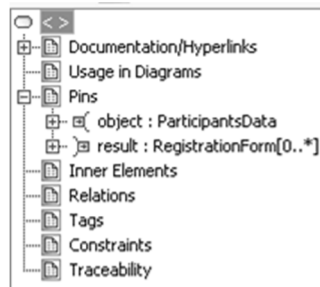 < >
Documentation/Hyperlinks
Usage in Diagrams
Pins
object : ParticipantsData
result : RegistrationForm[0..*]
Inner Elements
Relations
Tags
Constraints
Traceability